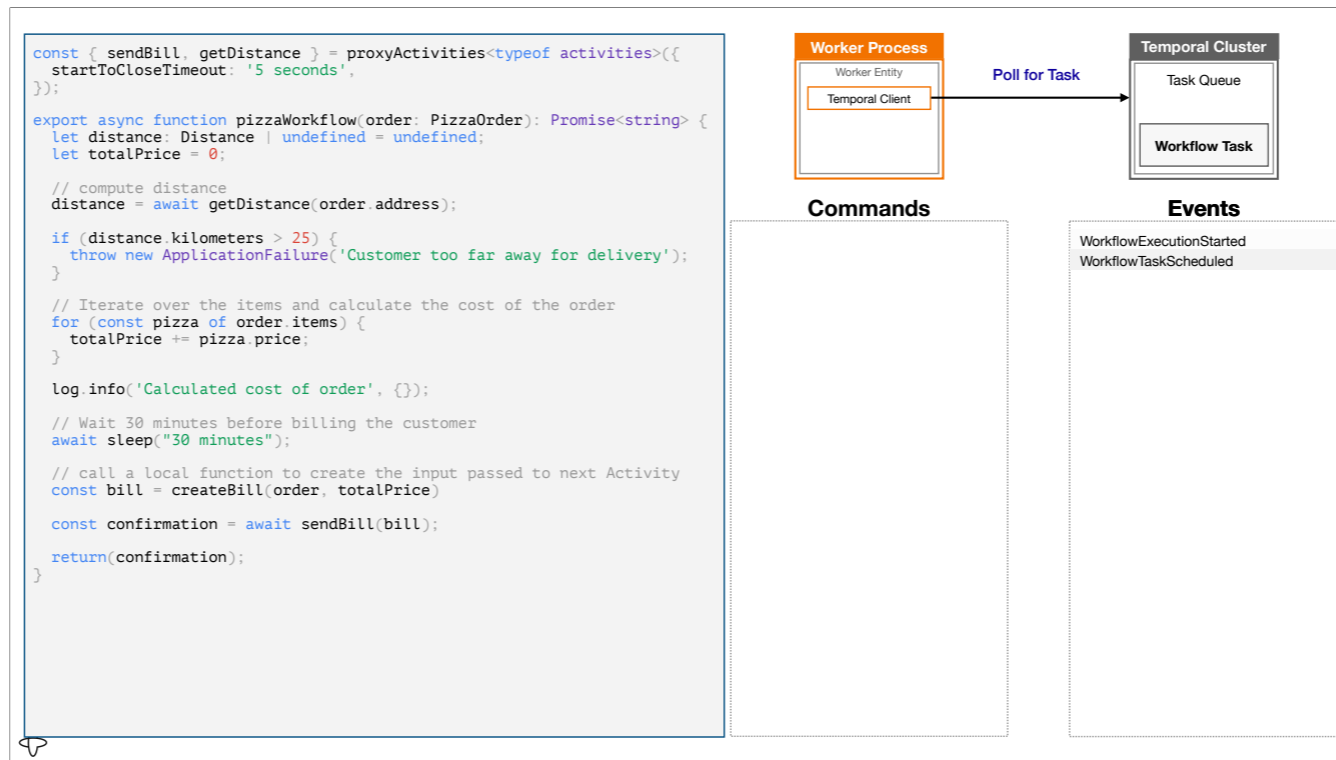 const { sendBill, getDistance } = proxyActivities<typeof activities>({
  startToCloseTimeout: '5 seconds',
});
export async function pizzaWorkflow(order: PizzaOrder): Promise<string> {
  let distance: Distance | undefined = undefined;
  let totalPrice = 0;
  // compute distance
  distance = await getDistance(order.address);
  if (distance.kilometers > 25) {
    throw new ApplicationFailure('Customer too far away for delivery');
  }
  // Iterate over the items and calculate the cost of the order
  for (const pizza of order.items) {
    totalPrice += pizza.price;
  }
  log.info('Calculated cost of order', {});
  // Wait 30 minutes before billing the customer
  await sleep("30 minutes");
  // call a local function to create the input passed to next Activity
  const bill = createBill(order, totalPrice)
  const confirmation = await sendBill(bill);
  return(confirmation);
}
Worker Process
Worker Entity
Temporal Client
Poll for Task
Temporal Cluster
Task Queue
Workflow Task
Commands
Events
WorkflowExecutionStarted
WorkflowTaskScheduled